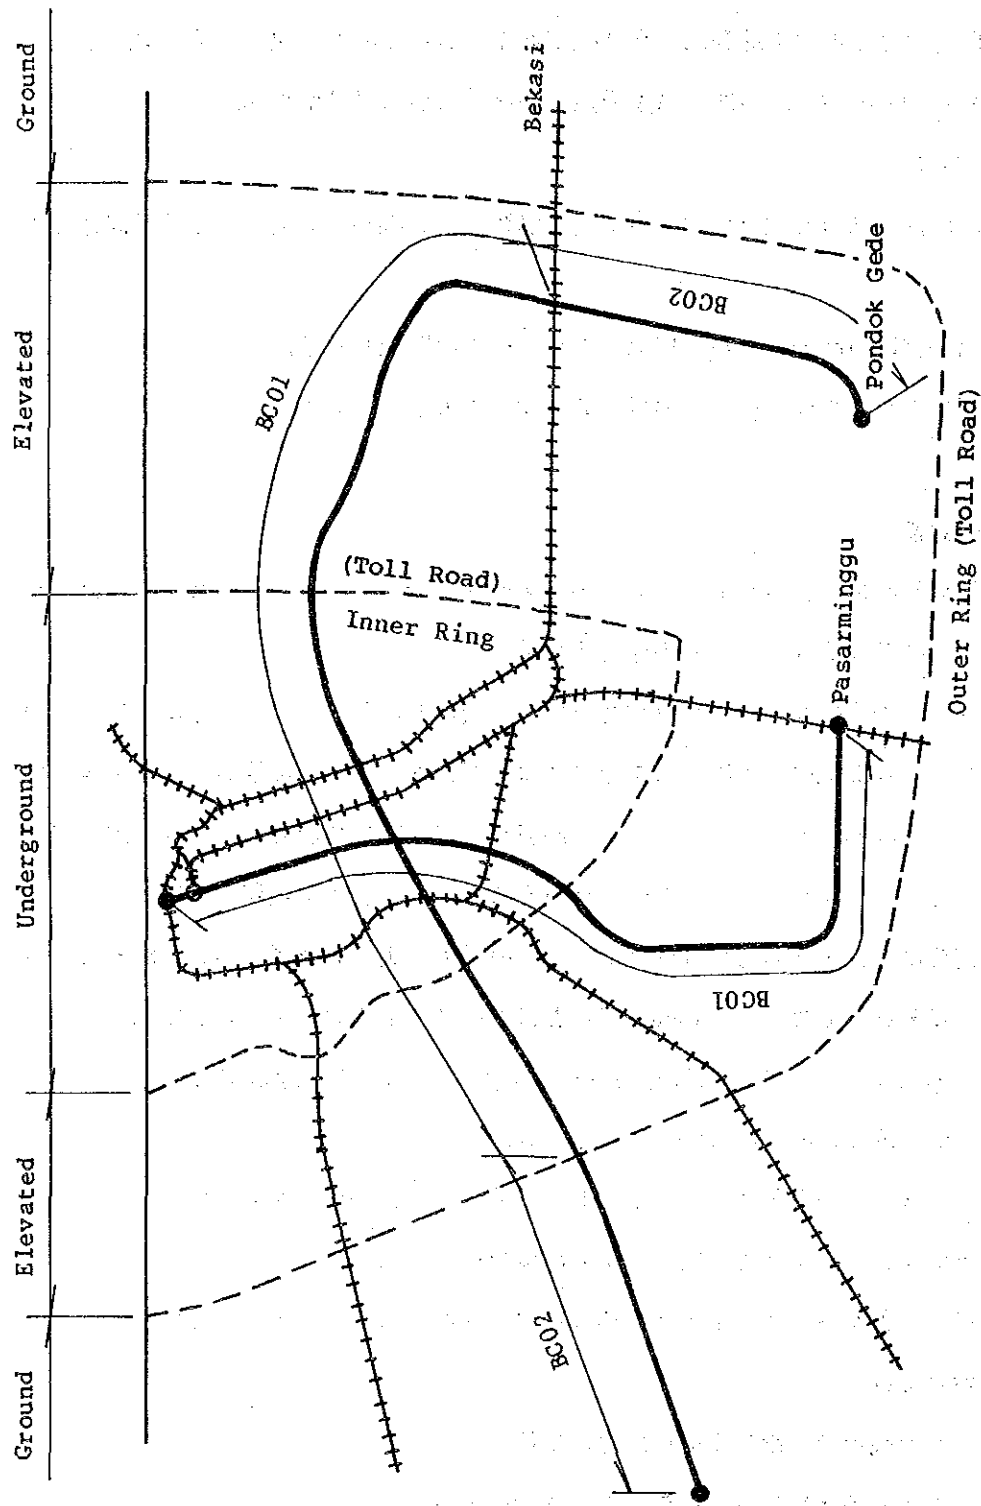 Ground
Elevated
Underground
Elevated
Ground
Bekasi
BC01
BC02
Pondok Gede
(Toll Road)
Inner Ring
Pasarminggu
Outer Ring (Toll Road)
BC01
BC02